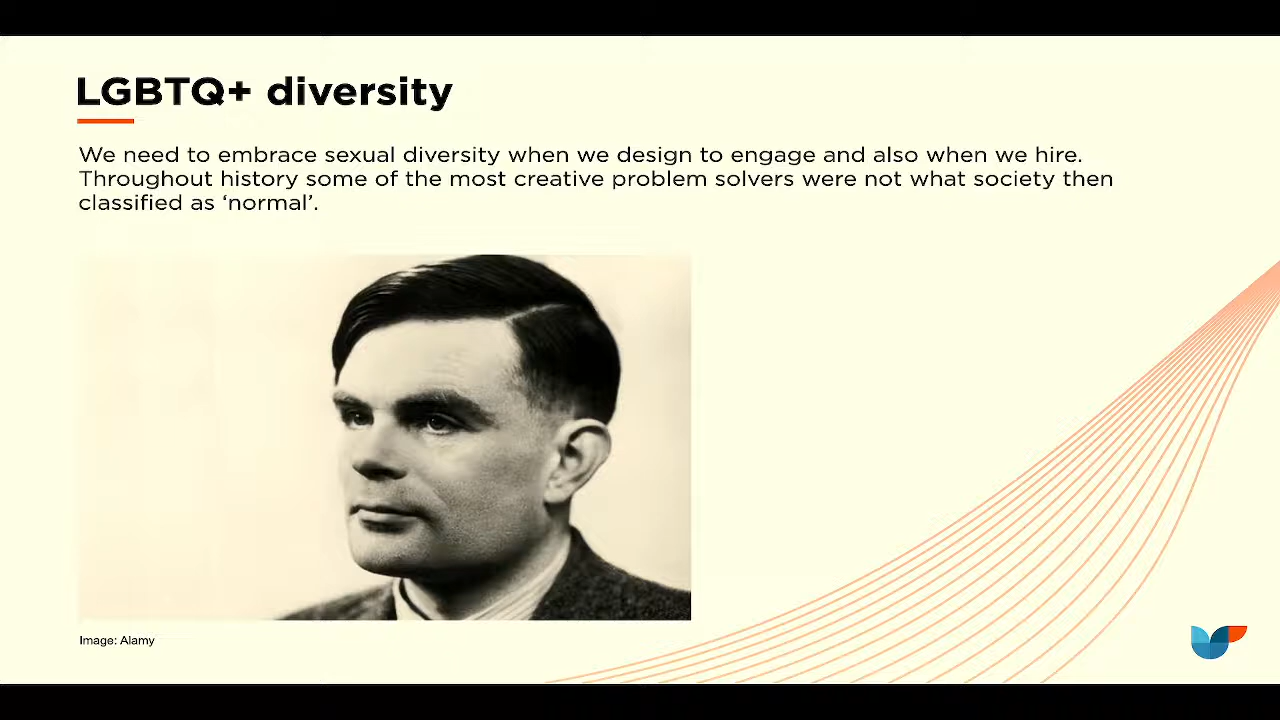 LGBTQ+ diversity
We need to embrace sexual diversity when we design to engage and also when we hire.
Throughout history some of the most creative problem solvers were not what society then
classified as ‘normal’.
Image: Alamy